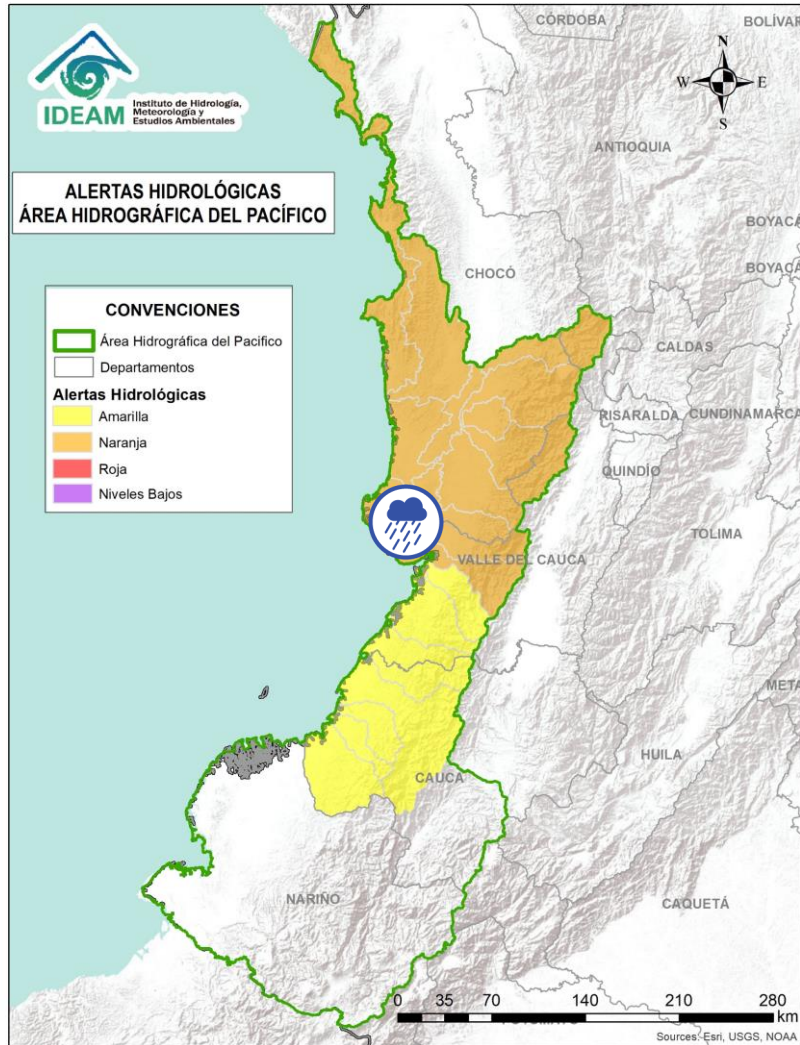 CÓRDOBA
BOLÍVAR
IDEAM
Instituto de Hidrología,
Meteorología y
Estudios Ambientales
N
W
E
S
ANTIOQUIA
ALERTAS HIDROLÓGICAS
ÁREA HIDROGRÁFICA DEL PACÍFICO
BOYACÁ
BOYACÁ
CHOCÓ
CONVENCIONES
Área Hidrográfica del Pacifico
Departamentos
Alertas Hidrológicas
Amarilla
Naranja
Roja
Niveles Bajos
CALDAS
RISARALDA
CUNDINAMARCA
QUINDÍO
TOLIMA
VALLE DEL CAUCA
META
HUILA
CAUCA
NARIÑO
CAQUETÁ
0 35 70 140 210 280
km
Sources: Esri, USGS, NOAA